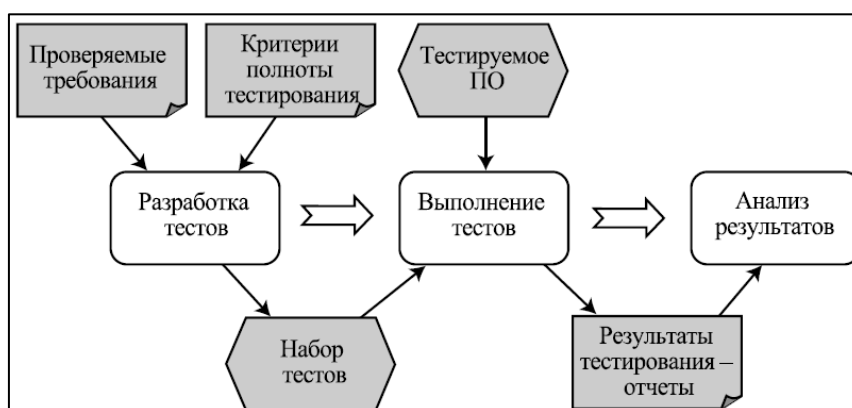 Проверяемые
требования
Критерии
полноты
тестирования
Тестируемое
ПО
Разработка
тестов
Выполнение
тестов
Анализ
результатов
Набор
тестов
Результаты
тестирования –
отчеты